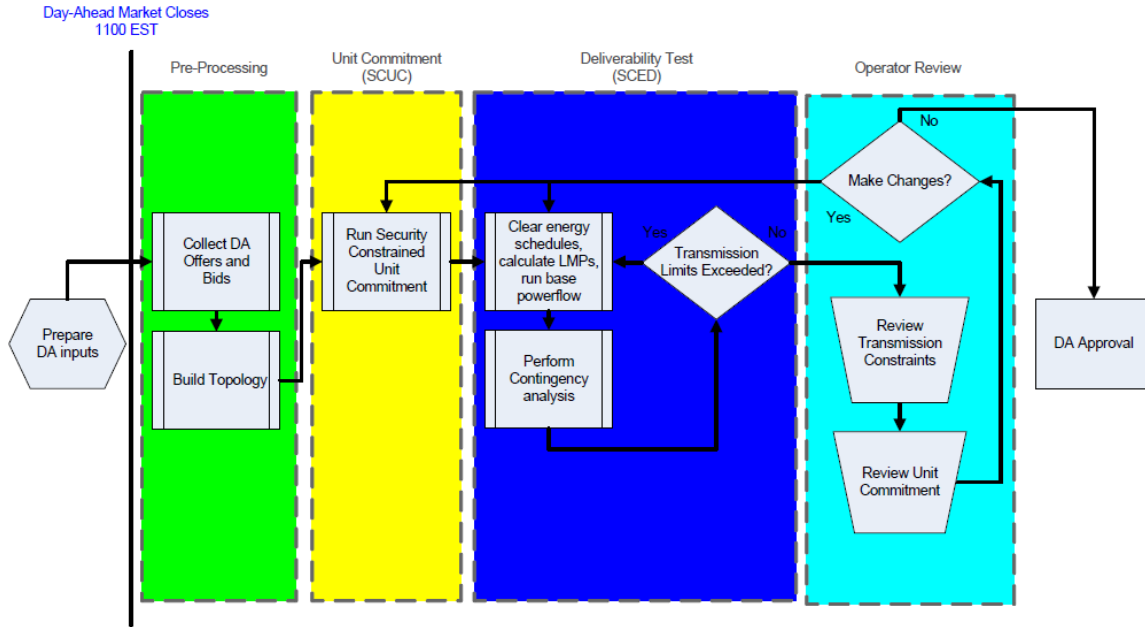 Day-Ahead Market Closes
1100 EST
Pre-Processing
Unit Commitment
(SCUC)
Deliverability Test
(SCED)
Operator Review
No
Make Changes?
Yes
Collect DA
Offers and
Bids
Run Security
Constrained
Unit
Commitment
Clear energy
schedules,
calculate LMPs,
run base
powerflow
Yes
No
Transmission
Limits Exceeded?
Prepare
DA inputs
Build Topology
Perform
Contingency
analysis
Review
Transmission
Constraints
DA Approval
Review Unit
Commitment